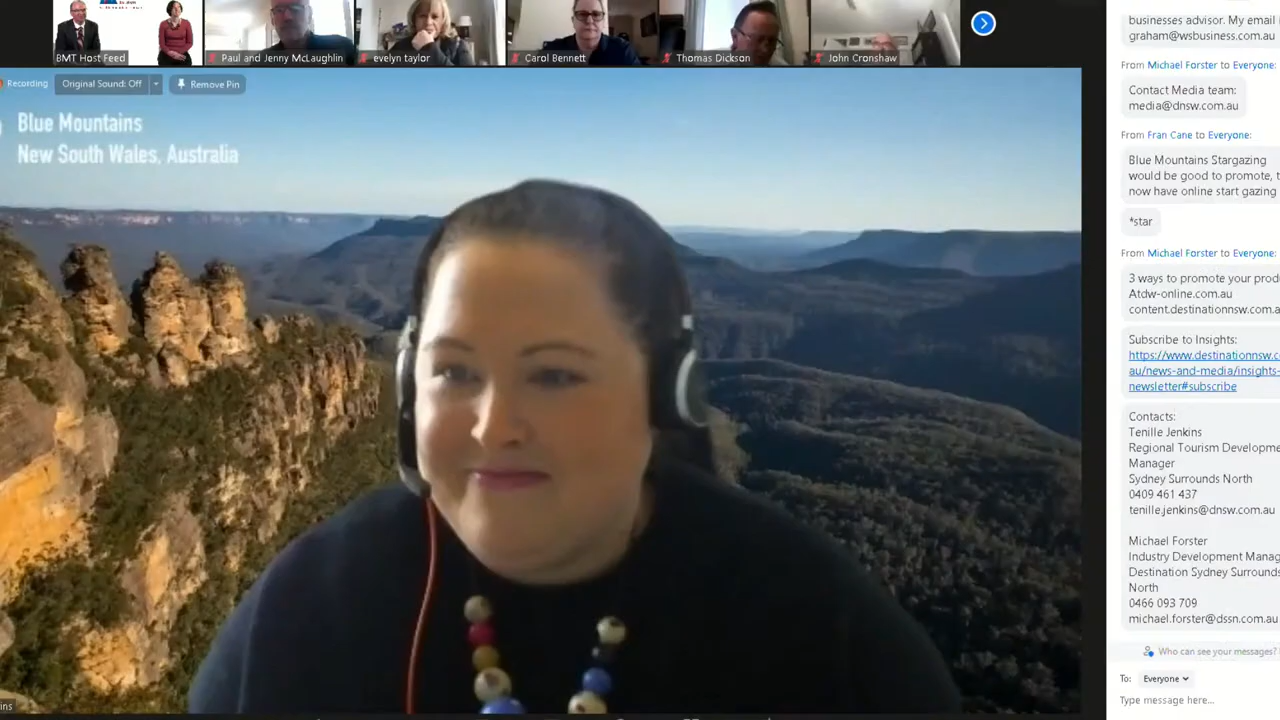 BMT Host Feed
Paul and Jenny McLaughlin
evelyn taylor
Carol Bennett
Thomas Dickson
John Cronshaw
Recording
Original Sound: Off
Remove Pin
Blue Mountains
New South Wales, Australia
businesses advisor. My email
graham@wsbusiness.com.au
From Michael Forster to Everyone:
Contact Media team:
media@dnsw.com.au
From Fran Cane to Everyone:
Blue Mountains Stargazing
would be good to promote, t
now have online start gazing
*star
From Michael Forster to Everyone:
3 ways to promote your produ
Atdw-online.com.au
content.destinationnsw.com.a
Subscribe to Insights:
https://www.destinationnsw.c
au/news-and-media/insights-
newsletter#subscribe
Contacts:
Tenille Jenkins
Regional Tourism Developme
Manager
Sydney Surrounds North
0409 461 437
tenille.jenkins@dnsw.com.au
Michael Forster
Industry Development Manag
Destination Sydney Surrounds
North
0466 093 709
michael.forster@dssn.com.au
Who can see your messages?
To: Everyone
Type message here...
ins